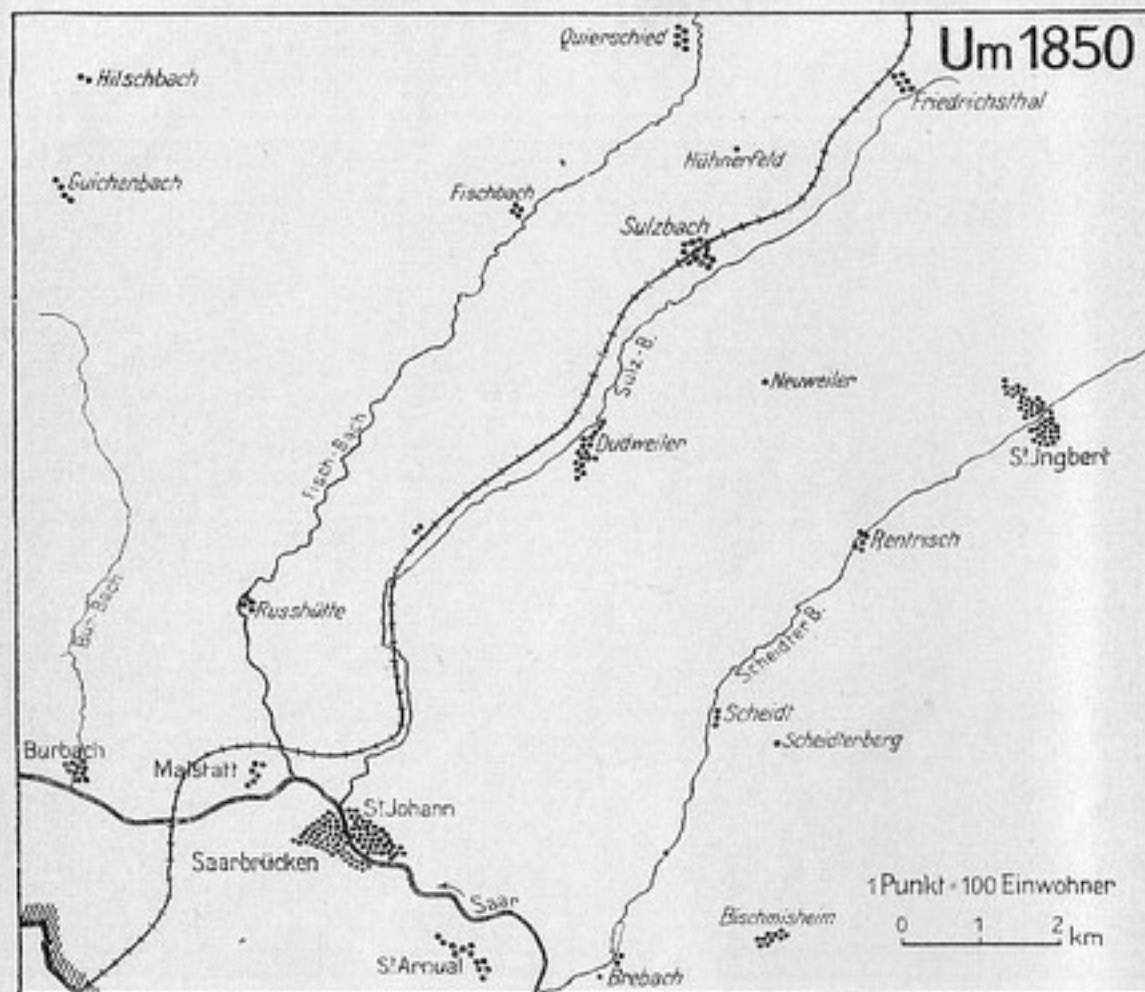 Um 1850
Quierschied
Hilschbach
Friedrichsthal
Hühnerfeld
Guichenbach
Fischbach
Sulzbach
Sulz-B.
Neuweiler
Fisch-Bach
Dudweiler
St. Jngbert
Rentrisch
Bur-Bach
Russhütte
Scheidter B.
Scheidt
Scheidterberg
Burbach
Malstatt
St. Johann
Saarbrücken
1 Punkt = 100 Einwohner
Saar
Bischmisheim
0 1 2 km
St. Arnual
Brebach